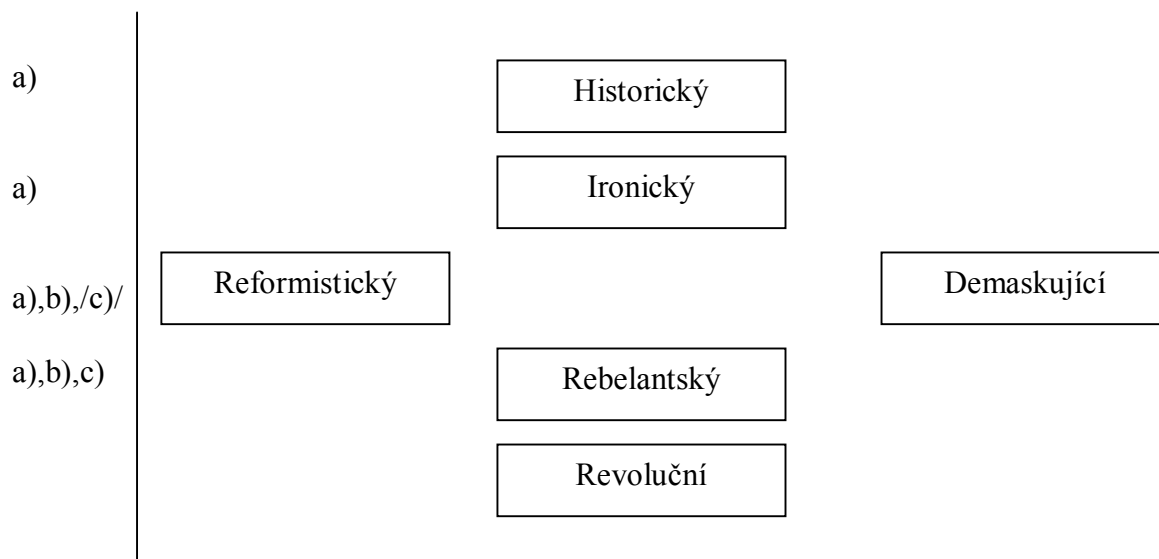 a)
Historický
a)
Ironický
a),b),/c)/
Reformistický
Demaskující
a),b),c)
Rebelantský
Revoluční